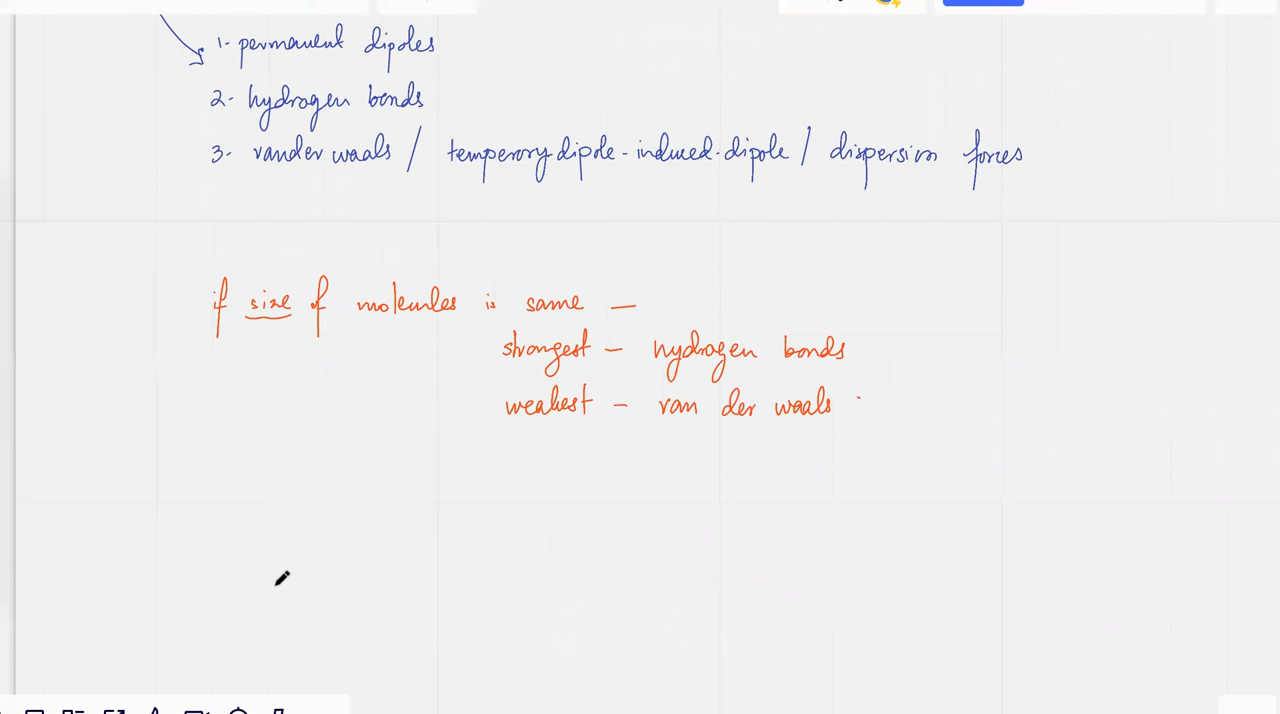 1- permanent dipoles
2- hydrogen bonds
3- vander waals / temperory dipole - induced - dipole / dispersion forces
if size of molecules is same —
strongest — hydrogen bonds
weakest — van der waals .